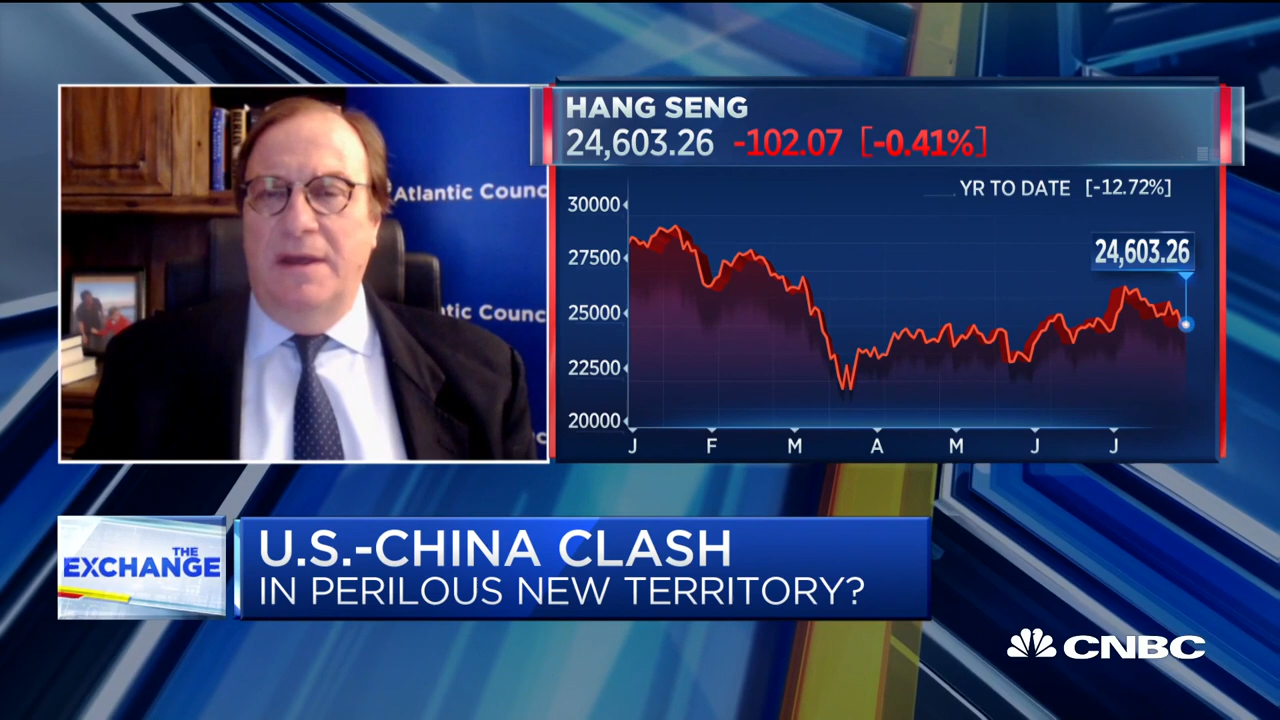 Atlantic Counc
ntic Counc
HANG SENG
24,603.26 -102.07 [-0.41%]
YR TO DATE [-12.72%]
30000
27500
25000
22500
20000
24,603.26
J F M A M J J
THE
EXCHANGE
U.S.-CHINA CLASH
IN PERILOUS NEW TERRITORY?
CNBC